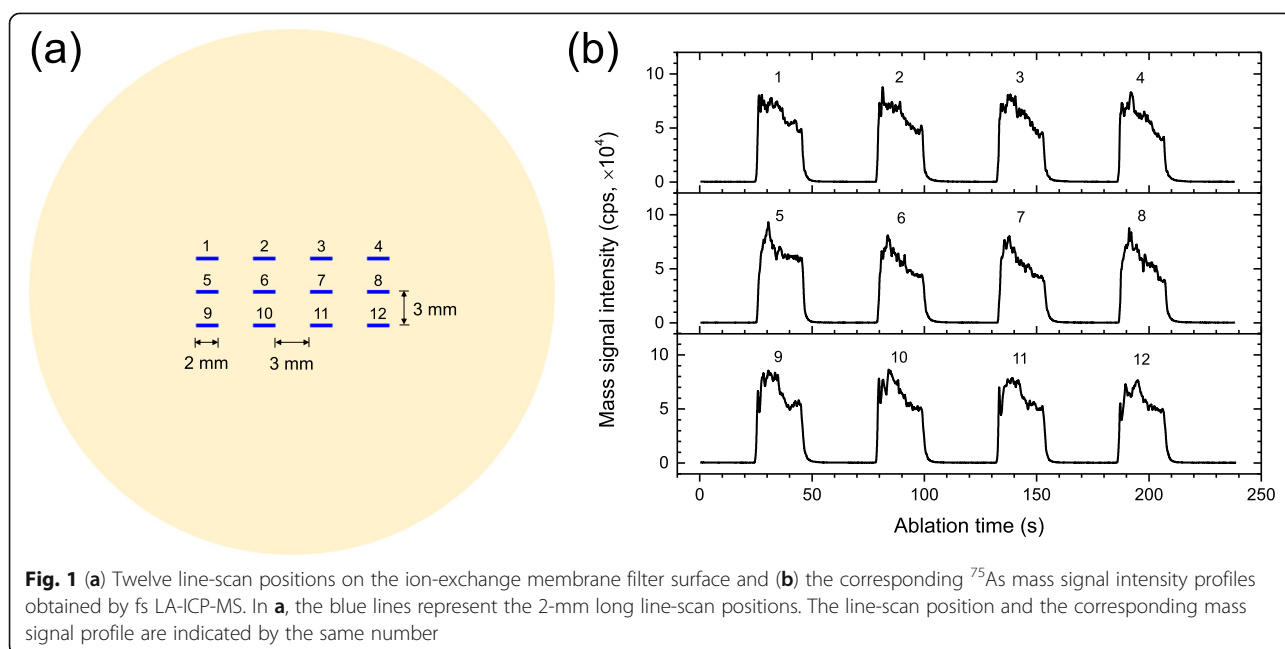 (a)
1 2 3 4
5 6 7 8
3 mm
9 10 11 12
2 mm 3 mm
(b)
Mass signal intensity (cps, ×10⁴)
10
5
0
1 2 3 4
10
5
0
5 6 7 8
10
5
0
9 10 11 12
0 50 100 150 200 250
Ablation time (s)
Fig. 1 (a) Twelve line-scan positions on the ion-exchange membrane filter surface and (b) the corresponding ⁷⁵As mass signal intensity profiles
obtained by fs LA-ICP-MS. In a, the blue lines represent the 2-mm long line-scan positions. The line-scan position and the corresponding mass
signal profile are indicated by the same number